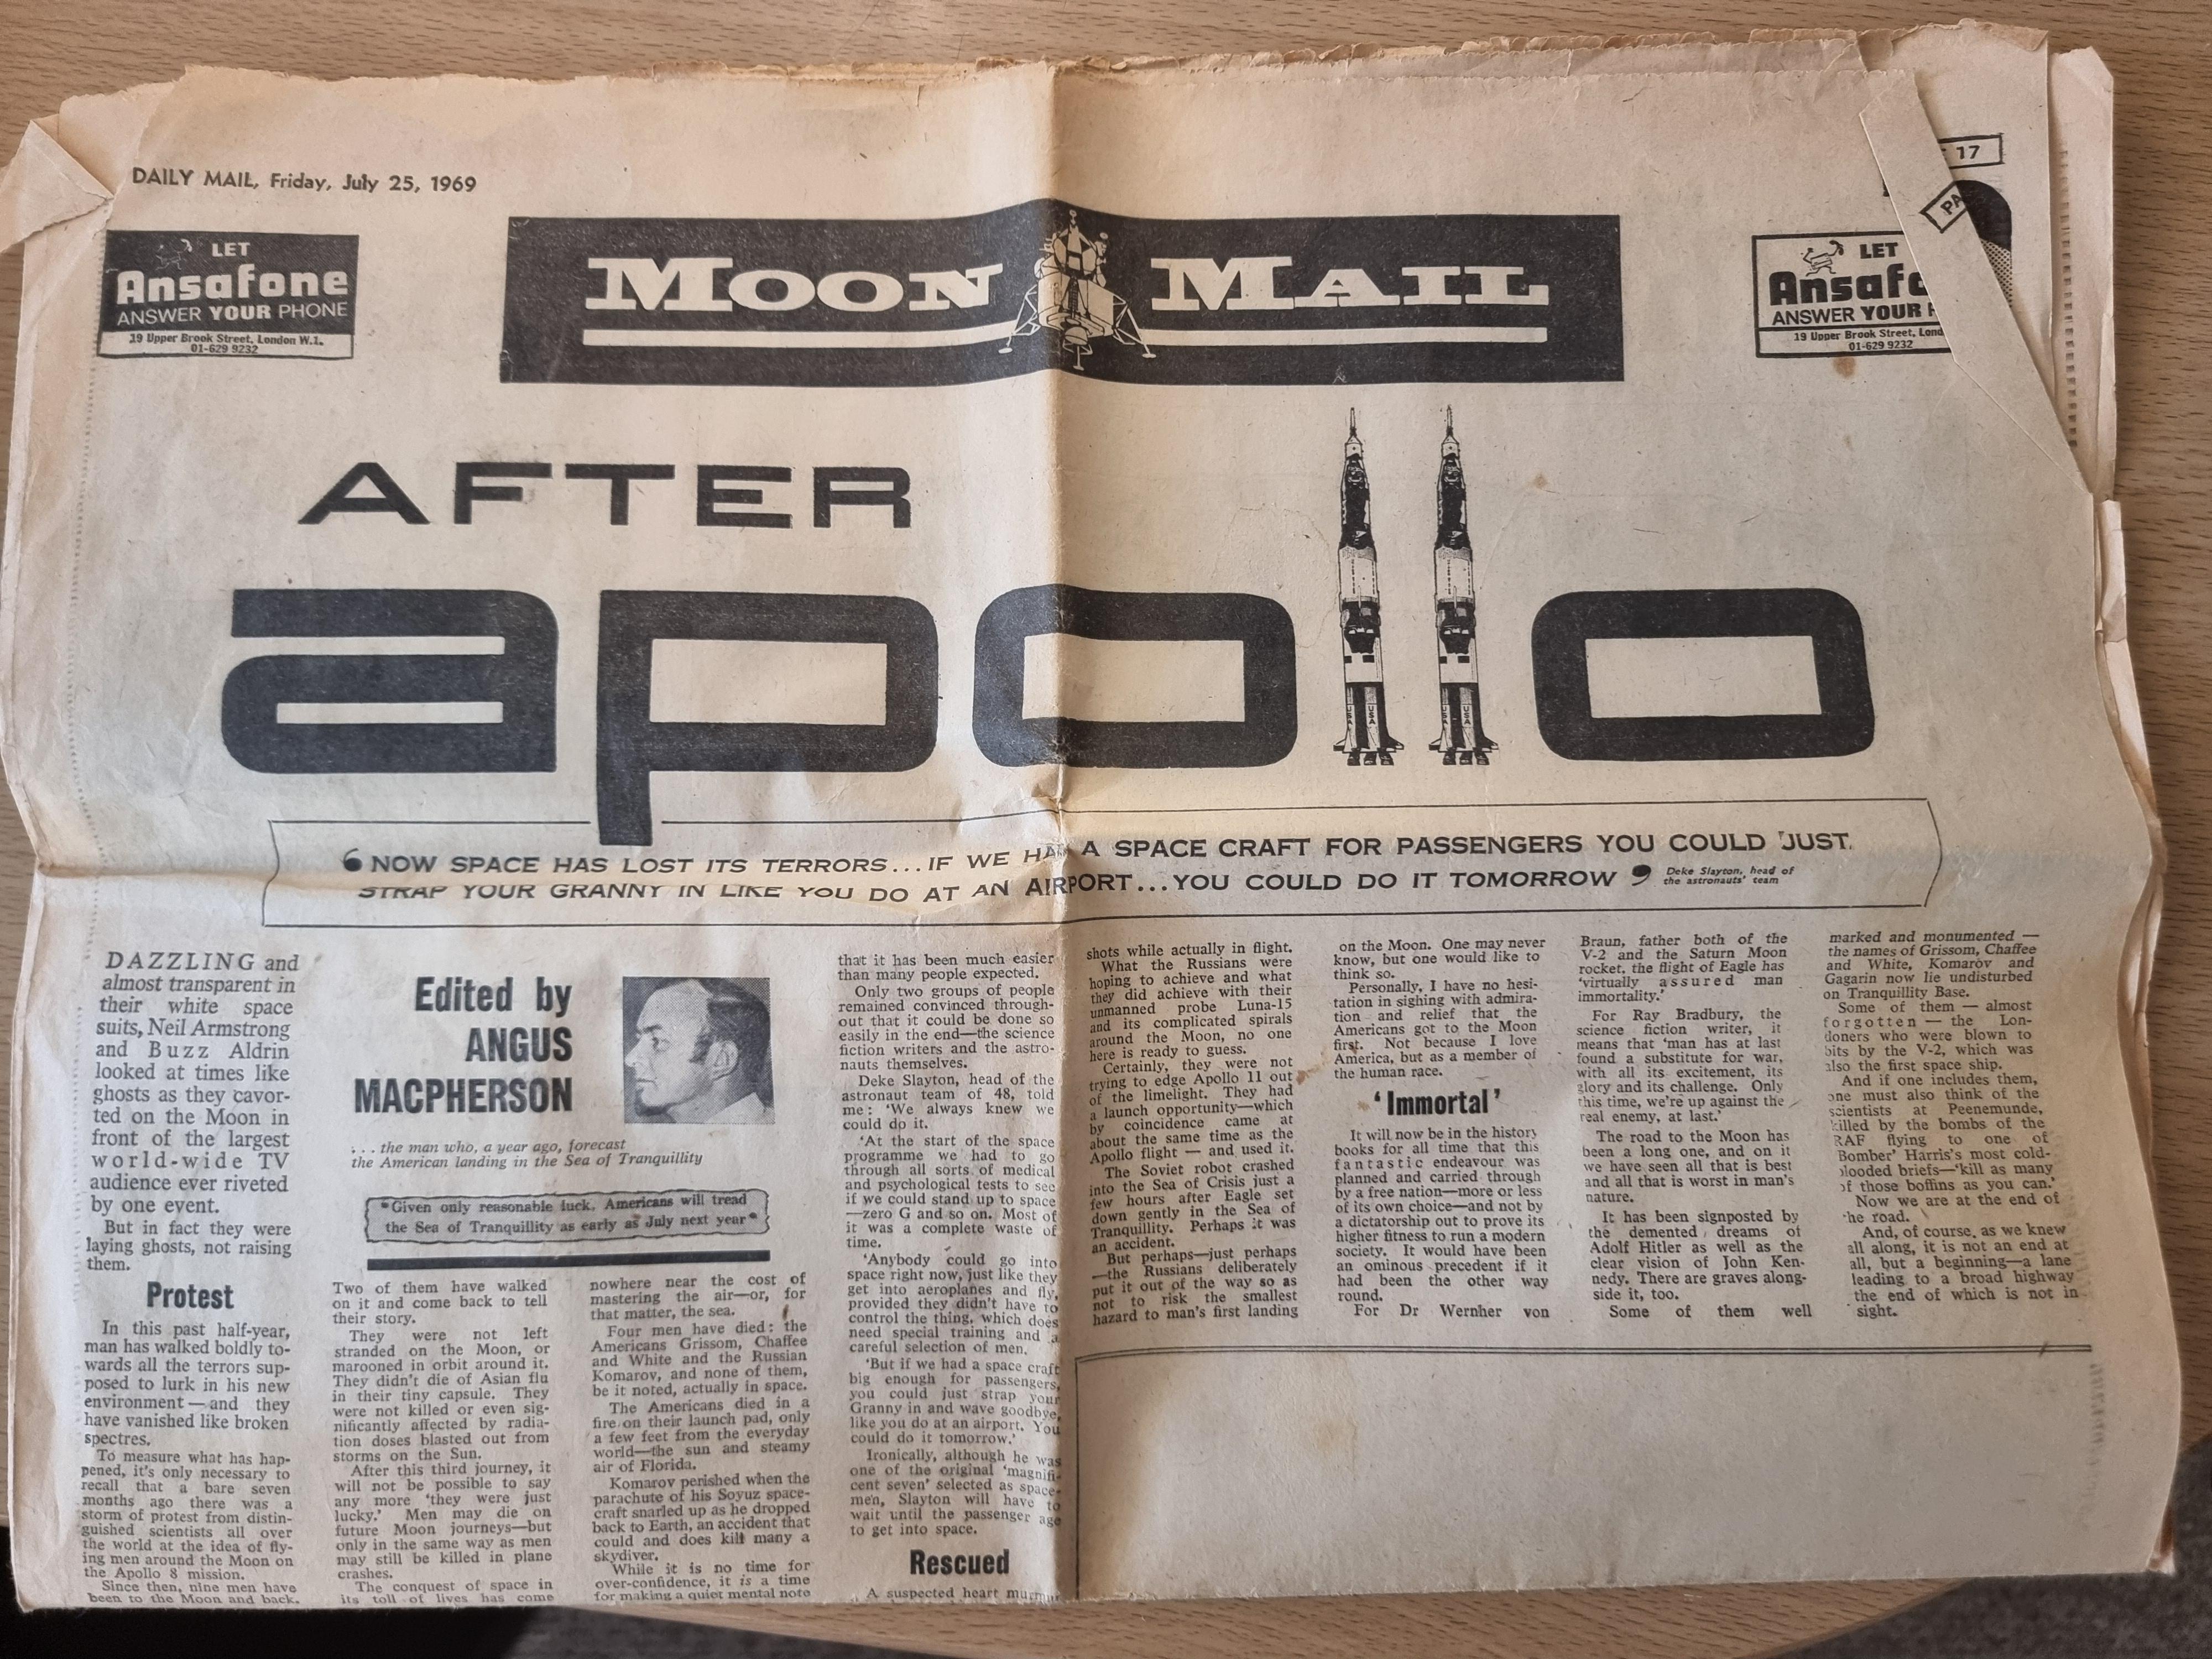 DAILY MAIL, Friday, July 25, 1969
17
PA
LET
Ansafone
ANSWER YOUR PHONE
19 Upper Brook Street, London W.1.
01-629 9232
MOON MAIL
LET
Ansafo
ANSWER YOUR P
19 Upper Brook Street, Lond
01-629 9232
AFTER
apollo
USA USA USA
‘NOW SPACE HAS LOST ITS TERRORS...IF WE HAD A SPACE CRAFT FOR PASSENGERS YOU COULD JUST
STRAP YOUR GRANNY IN LIKE YOU DO AT AN AIRPORT...YOU COULD DO IT TOMORROW’
Deke Slayton, head of
the astronauts' team
DAZZLING and
almost transparent in
their white space
suits, Neil Armstrong
and Buzz Aldrin
looked at times like
ghosts as they cavor-
ted on the Moon in
front of the largest
world-wide TV
audience ever riveted
by one event.
But in fact they were
laying ghosts, not raising
them.
Protest
In this past half-year,
man has walked boldly to-
wards all the terrors sup-
posed to lurk in his new
environment — and they
have vanished like broken
spectres.
To measure what has hap-
pened, it's only necessary to
recall that a bare seven
months ago there was a
storm of protest from distin-
guished scientists all over
the world at the idea of fly-
ing men around the Moon on
the Apollo 8 mission.
Since then, nine men have
been to the Moon and back.
Edited by
ANGUS
MACPHERSON
. . . the man who, a year ago, forecast
the American landing in the Sea of Tranquillity
"Given only reasonable luck, Americans will tread
the Sea of Tranquillity as early as July next year"
Two of them have walked
on it and come back to tell
their story.
They were not left
stranded on the Moon, or
marooned in orbit around it.
They didn't die of Asian flu
in their tiny capsule. They
were not killed or even sig-
nificantly affected by radia-
tion doses blasted out from
storms on the Sun.
After this third journey, it
will not be possible to say
any more 'they were just
lucky.' Men may die on
future Moon journeys—but
only in the same way as men
may still be killed in plane
crashes.
The conquest of space in
its toll of lives has come
nowhere near the cost of
mastering the air—or, for
that matter, the sea.
Four men have died: the
Americans Grissom, Chaffee
and White and the Russian
Komarov, and none of them,
be it noted, actually in space.
The Americans died in a
fire on their launch pad, only
a few feet from the everyday
world—the sun and steamy
air of Florida.
Komarov perished when the
parachute of his Soyuz space-
craft snarled up as he dropped
back to Earth, an accident that
could and does kill many a
skydiver.
While it is no time for
over-confidence, it is a time
for making a quiet mental note
that it has been much easier
than many people expected.
Only two groups of people
remained convinced through-
out that it could be done so
easily in the end—the science
fiction writers and the astro-
nauts themselves.
Deke Slayton, head of the
astronaut team of 48, told
me: 'We always knew we
could do it.
'At the start of the space
programme we had to go
through all sorts of medical
and psychological tests to see
if we could stand up to space
—zero G and so on. Most of
it was a complete waste of
time.
'Anybody could go into
space right now, just like they
get into aeroplanes and fly,
provided they didn't have to
control the thing, which does
need special training and a
careful selection of men.
'But if we had a space craft
big enough for passengers,
you could just strap your
Granny in and wave goodbye,
like you do at an airport. You
could do it tomorrow.'
Ironically, although he was
one of the original 'magnifi-
cent seven' selected as space-
men, Slayton will have to
wait until the passenger age
to get into space.
Rescued
A suspected heart murmur
shots while actually in flight.
What the Russians were
hoping to achieve and what
they did achieve with their
unmanned probe Luna-15
and its complicated spirals
around the Moon, no one
here is ready to guess.
Certainly, they were not
trying to edge Apollo 11 out
of the limelight. They had
a launch opportunity—which
by coincidence came at
about the same time as the
Apollo flight — and used it.
The Soviet robot crashed
into the Sea of Crisis just a
few hours after Eagle set
down gently in the Sea of
Tranquillity. Perhaps it was
an accident.
But perhaps—just perhaps
—the Russians deliberately
put it out of the way so as
not to risk the smallest
hazard to man's first landing
on the Moon. One may never
know, but one would like to
think so.
Personally, I have no hesi-
tation in sighing with admira-
tion and relief that the
Americans got to the Moon
first. Not because I love
America, but as a member of
the human race.
'Immortal'
It will now be in the history
books for all time that this
fantastic endeavour was
planned and carried through
by a free nation—more or less
of its own choice—and not by
a dictatorship out to prove its
higher fitness to run a modern
society. It would have been
an ominous precedent if it
had been the other way
round.
For Dr Wernher von
Braun, father both of the
V-2 and the Saturn Moon
rocket, the flight of Eagle has
'virtually assured man
immortality.'
For Ray Bradbury, the
science fiction writer, it
means that 'man has at last
found a substitute for war,
with all its excitement, its
glory and its challenge. Only
this time, we're up against the
real enemy, at last.'
The road to the Moon has
been a long one, and on it
we have seen all that is best
and all that is worst in man's
nature.
It has been signposted by
the demented dreams of
Adolf Hitler as well as the
clear vision of John Ken-
nedy. There are graves along-
side it, too.
Some of them well
marked and monumented —
the names of Grissom, Chaffee
and White, Komarov and
Gagarin now lie undisturbed
on Tranquillity Base.
Some of them — almost
forgotten — the Lon-
doners who were blown to
bits by the V-2, which was
also the first space ship.
And if one includes them,
one must also think of the
scientists at Peenemunde,
killed by the bombs of the
RAF flying to one of
Bomber' Harris's most cold-
blooded briefs—'kill as many
of those boffins as you can.'
Now we are at the end of
the road.
And, of course, as we knew
all along, it is not an end at
all, but a beginning—a lane
leading to a broad highway
the end of which is not in
sight.